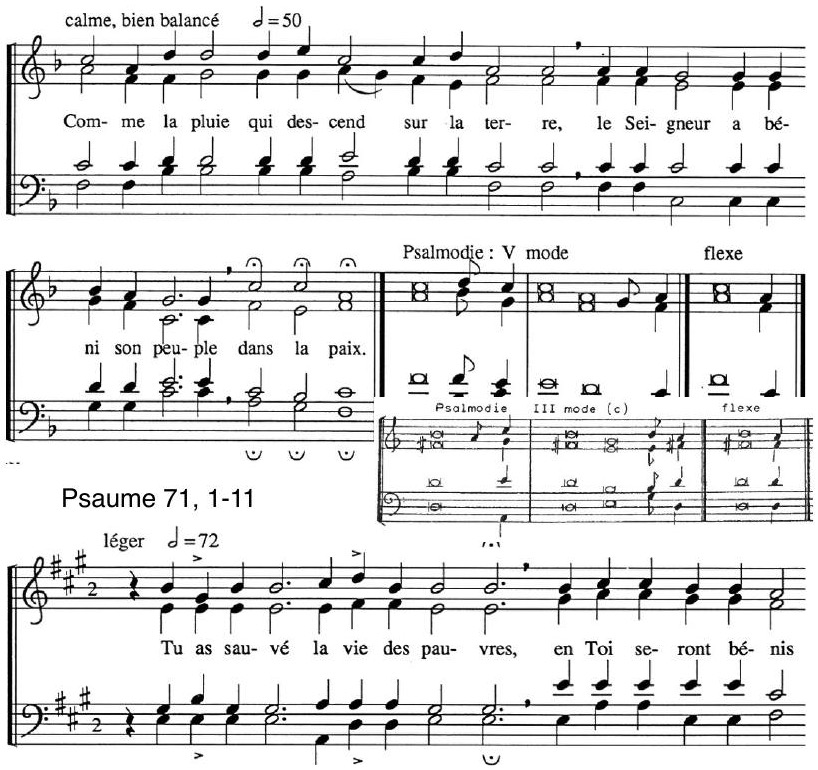 calme, bien balancé 𝅗𝅥 = 50
Com- me la pluie qui des- cend sur la ter- re, le Sei- gneur a bé-
Psalmodie : V mode flexe
ni son peu- ple dans la paix.
Psalmodie III mode (c) flexe
Psaume 71, 1-11
léger 𝅗𝅥 = 72
2
Tu as sau- vé la vie des pau- vres, en Toi se- ront bé- nis
2